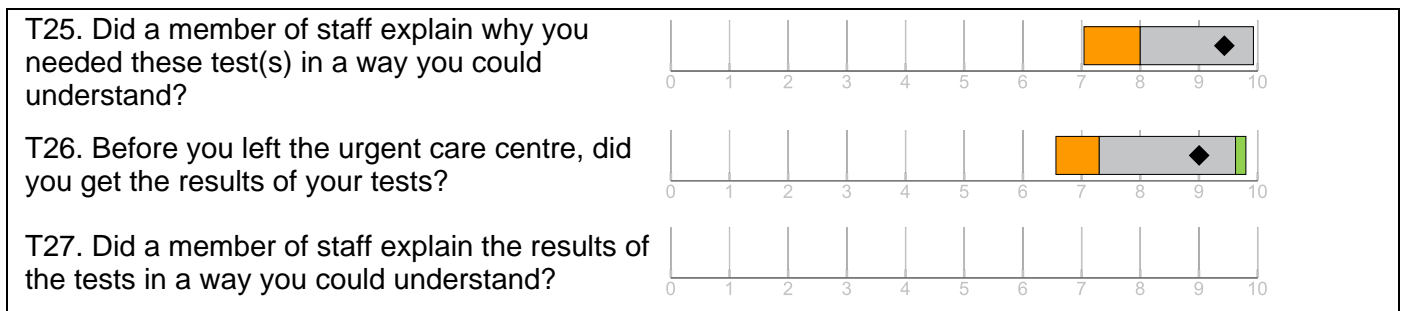 T25. Did a member of staff explain why you
needed these test(s) in a way you could
understand?
0 1 2 3 4 5 6 7 8 9 10
T26. Before you left the urgent care centre, did
you get the results of your tests?
0 1 2 3 4 5 6 7 8 9 10
T27. Did a member of staff explain the results of
the tests in a way you could understand?
0 1 2 3 4 5 6 7 8 9 10